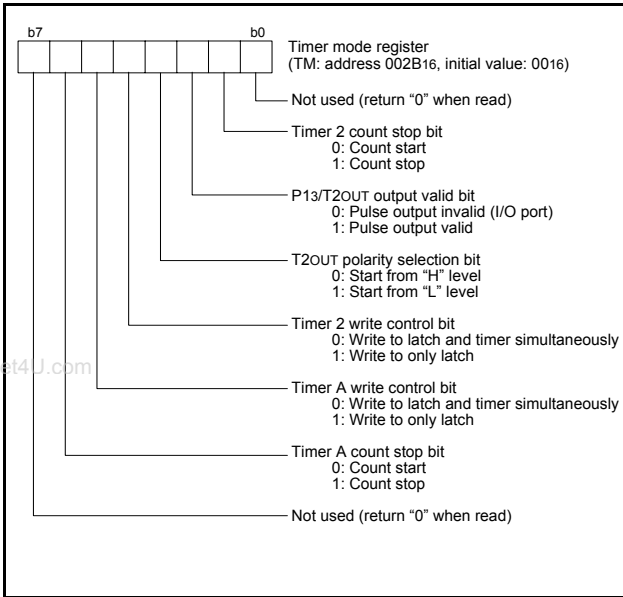 b7 b0
Timer mode register
(TM: address 002B16, initial value: 0016)
Not used (return “0” when read)
Timer 2 count stop bit
0: Count start
1: Count stop
P13/T2OUT output valid bit
0: Pulse output invalid (I/O port)
1: Pulse output valid
T2OUT polarity selection bit
0: Start from “H” level
1: Start from “L” level
Timer 2 write control bit
0: Write to latch and timer simultaneously
1: Write to only latch
et4U.com
Timer A write control bit
0: Write to latch and timer simultaneously
1: Write to only latch
Timer A count stop bit
0: Count start
1: Count stop
Not used (return “0” when read)